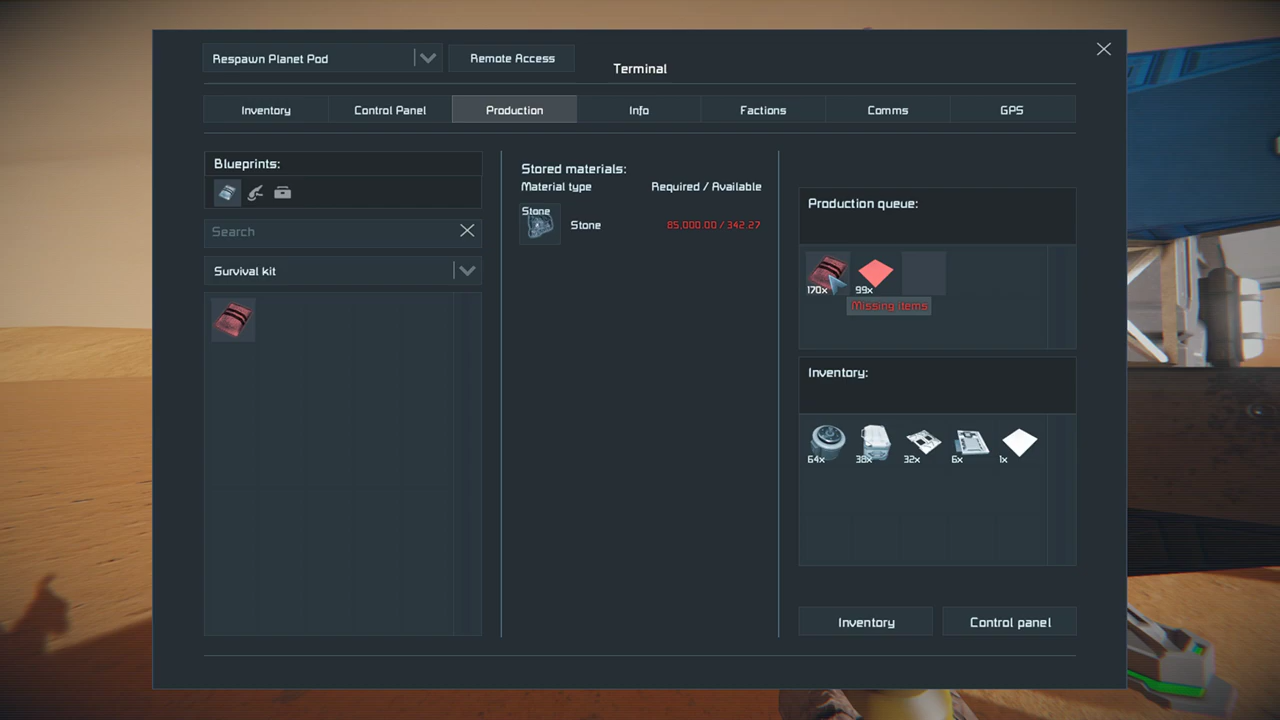 Respawn Planet Pod
Remote Access
Terminal
Inventory
Control Panel
Production
Info
Factions
Comms
GPS
Blueprints:
Search
Survival kit
Stored materials:
Material type
Required / Available
Stone
Stone
85,000.00 / 342.27
Production queue:
170x
99x
Missing items
Inventory:
64x
38x
32x
6x
1x
Inventory
Control panel